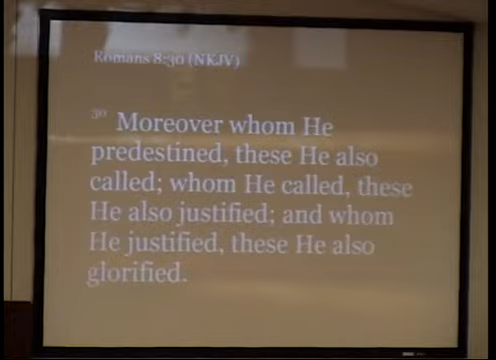 Romans 8:30 (NKJV)
30 Moreover whom He
predestined, these He also
called; whom He called, these
He also justified; and whom
He justified, these He also
glorified.